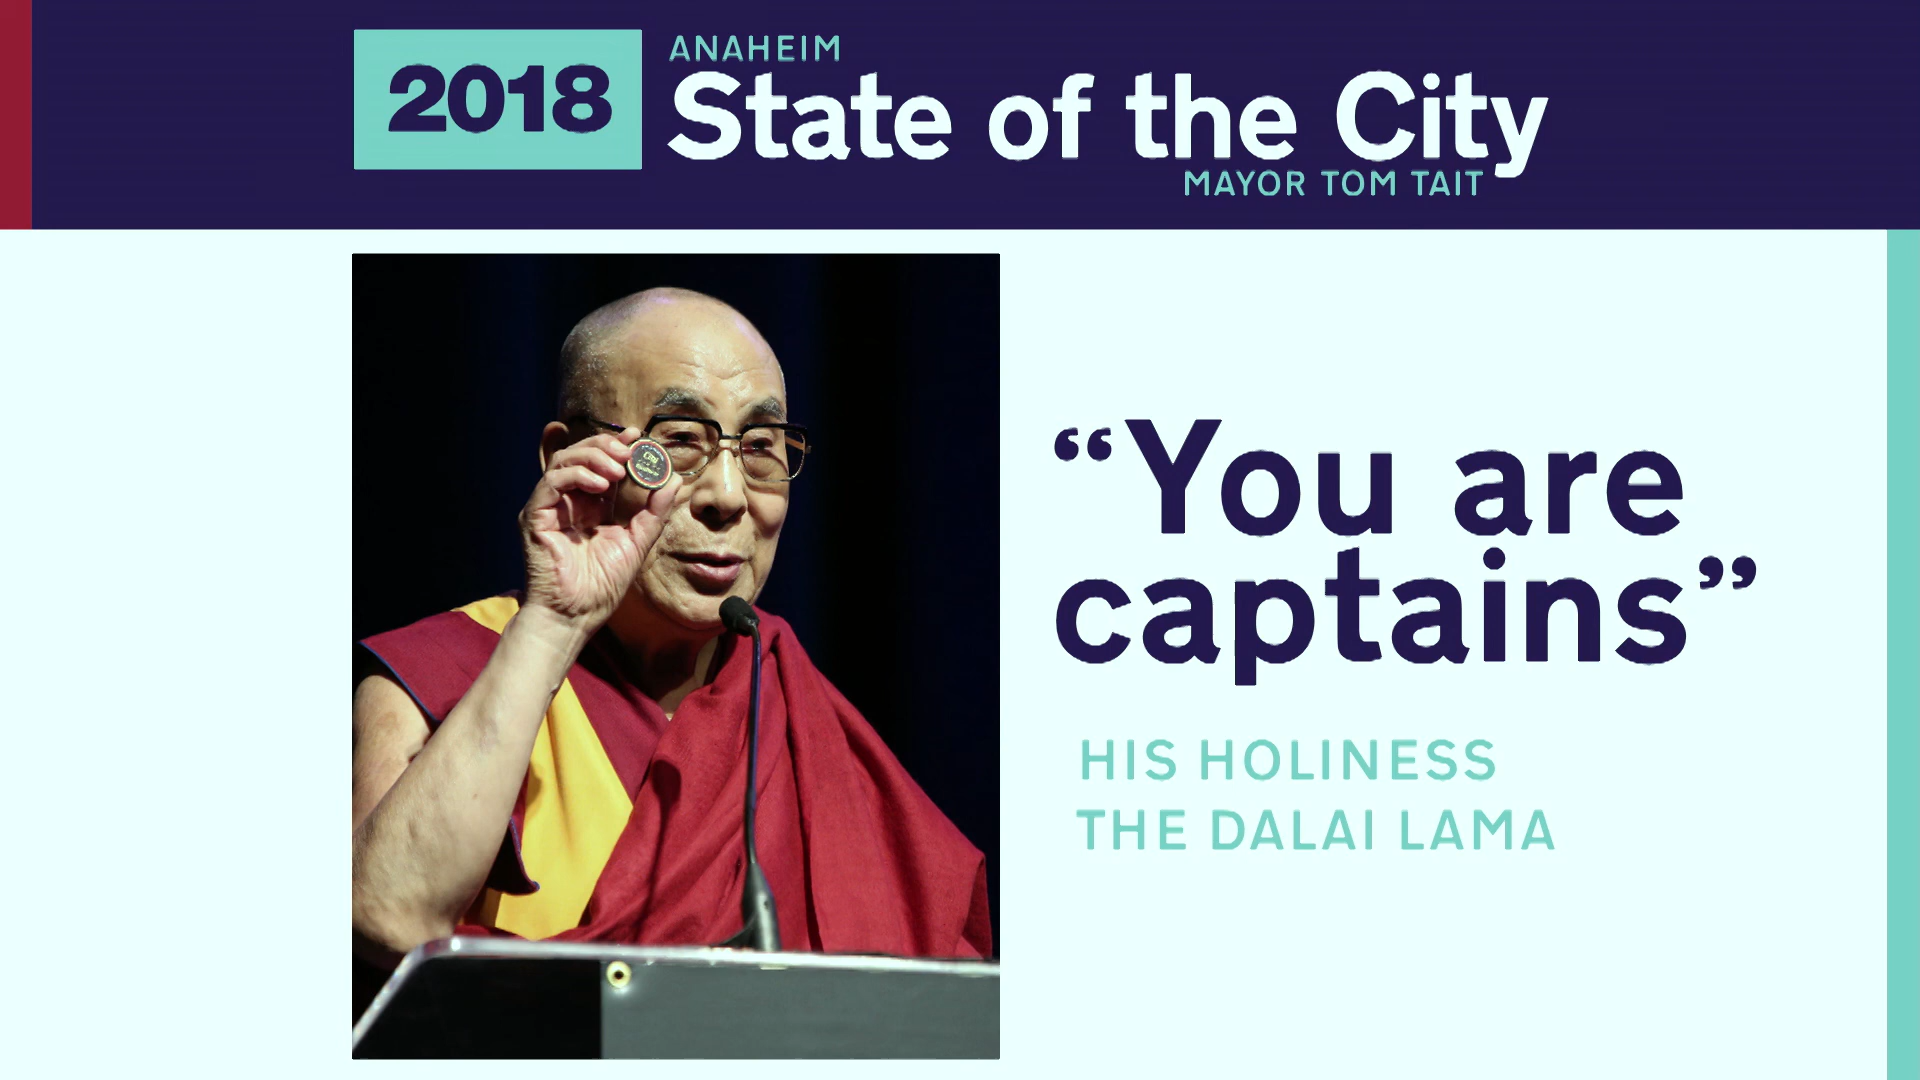 2018
ANAHEIM
State of the City
MAYOR TOM TAIT
“You are
captains”
HIS HOLINESS
THE DALAI LAMA